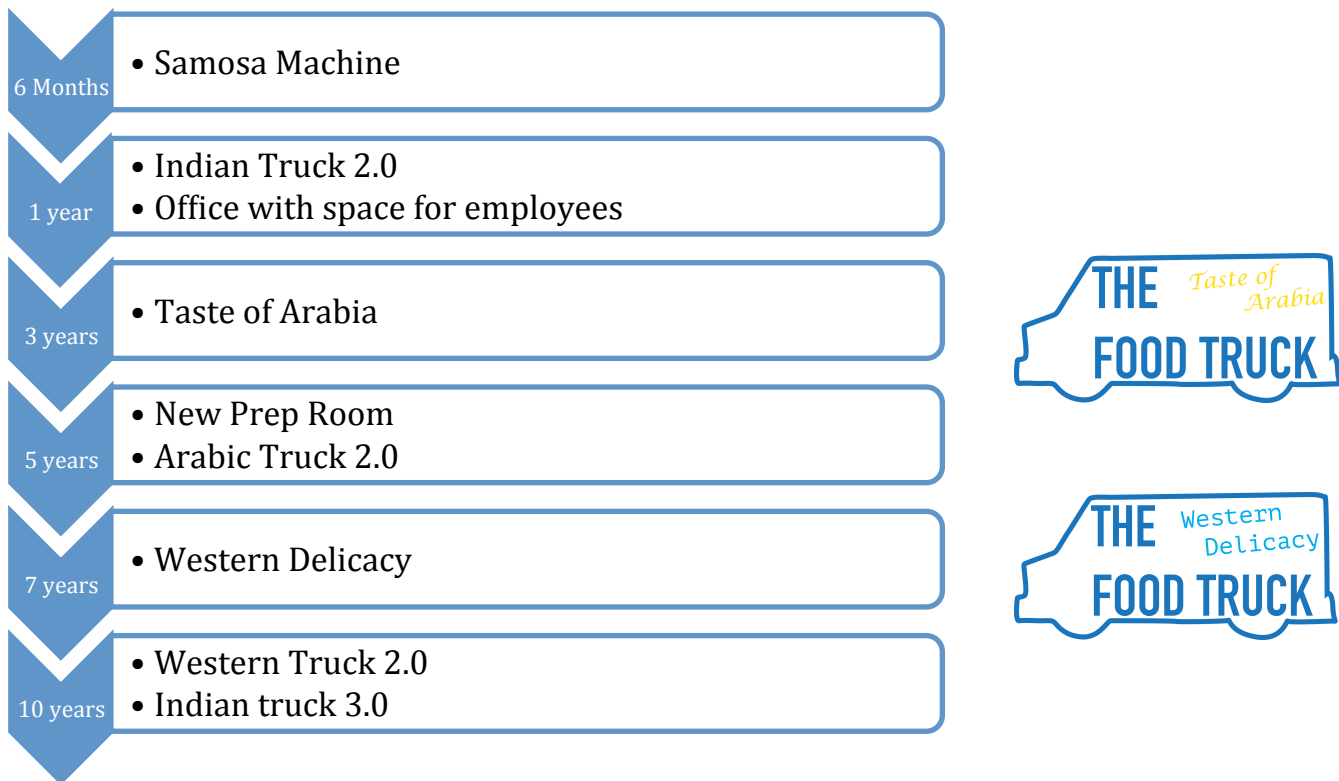 6 Months
• Samosa Machine
1 year
• Indian Truck 2.0
• Office with space for employees
3 years
• Taste of Arabia
5 years
• New Prep Room
• Arabic Truck 2.0
7 years
• Western Delicacy
10 years
• Western Truck 2.0
• Indian truck 3.0
THE Taste of
Arabia
FOOD TRUCK
THE Western
Delicacy
FOOD TRUCK